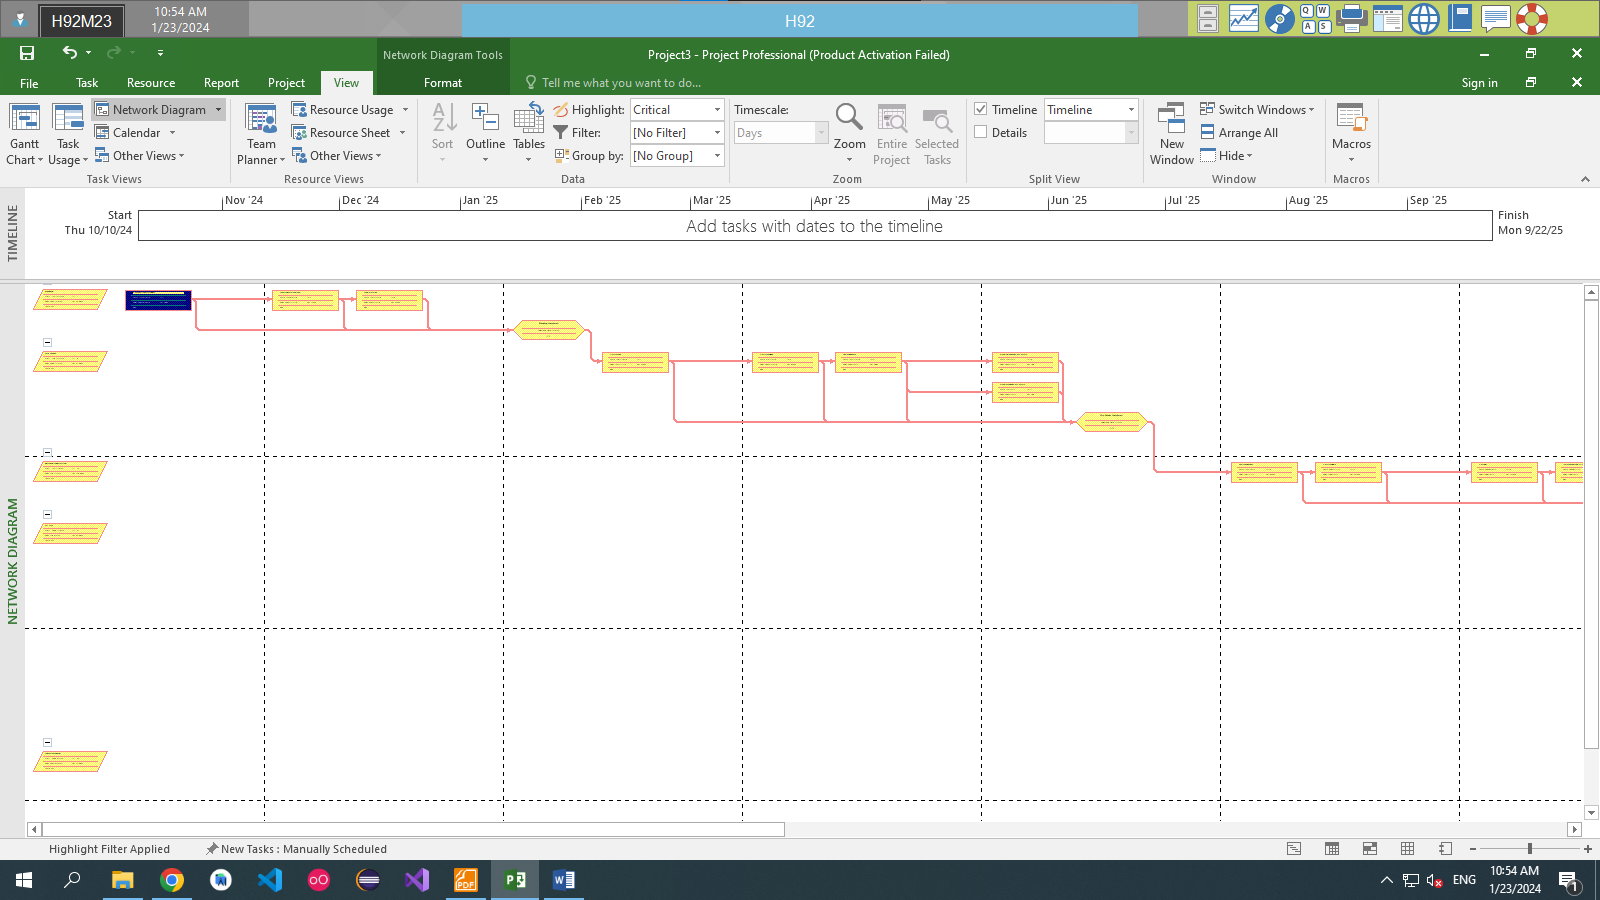 H92M23
10:54 AM
1/23/2024
H92
Q W
A S
Network Diagram Tools
Project3 - Project Professional (Product Activation Failed)
File
Task
Resource
Report
Project
View
Format
Tell me what you want to do...
Sign in
Gantt Chart
Task Usage
Network Diagram
Calendar
Other Views
Task Views
Team Planner
Resource Usage
Resource Sheet
Other Views
Resource Views
Sort
Outline
Tables
Highlight: Critical
Filter: [No Filter]
Group by: [No Group]
Data
Timescale:
Days
Zoom
Entire Project
Selected Tasks
Zoom
Timeline Timeline
Details
Split View
New Window
Switch Windows
Arrange All
Hide
Window
Macros
Macros
TIMELINE
Nov '24 Dec '24 Jan '25 Feb '25 Mar '25 Apr '25 May '25 Jun '25 Jul '25 Aug '25 Sep '25
Start
Thu 10/10/24
Add tasks with dates to the timeline
Finish
Mon 9/22/25
NETWORK DIAGRAM
Highlight Filter Applied
New Tasks : Manually Scheduled
ENG
10:54 AM
1/23/2024
1